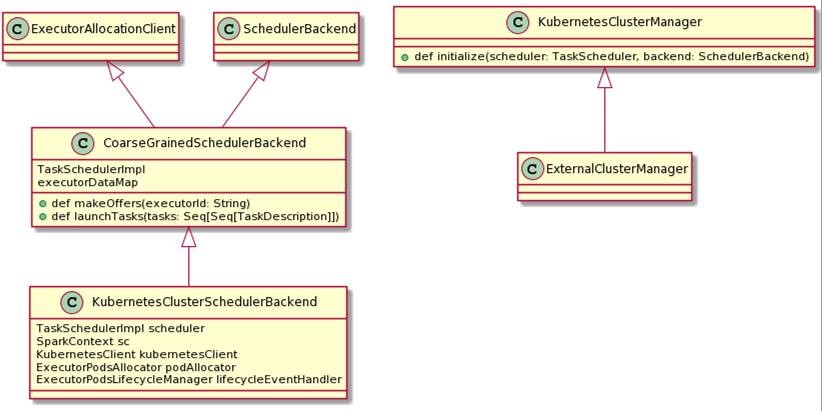 C ExecutorAllocationClient
C SchedulerBackend
C CoarseGrainedSchedulerBackend
TaskSchedulerImpl
executorDataMap
def makeOffers(executorId: String)
def launchTasks(tasks: Seq[Seq[TaskDescription]])
C KubernetesClusterSchedulerBackend
TaskSchedulerImpl scheduler
SparkContext sc
KubernetesClient kubernetesClient
ExecutorPodsAllocator podAllocator
ExecutorPodsLifecycleManager lifecycleEventHandler
C KubernetesClusterManager
def initialize(scheduler: TaskScheduler, backend: SchedulerBackend)
C ExternalClusterManager